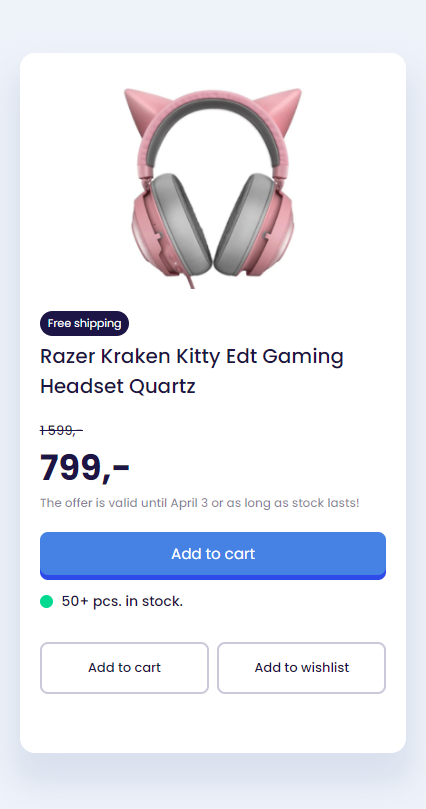 Free shipping
Razer Kraken Kitty Edt Gaming
Headset Quartz
1 599,-
799,-
The offer is valid until April 3 or as long as stock lasts!
Add to cart
50+ pcs. in stock.
Add to cart
Add to wishlist